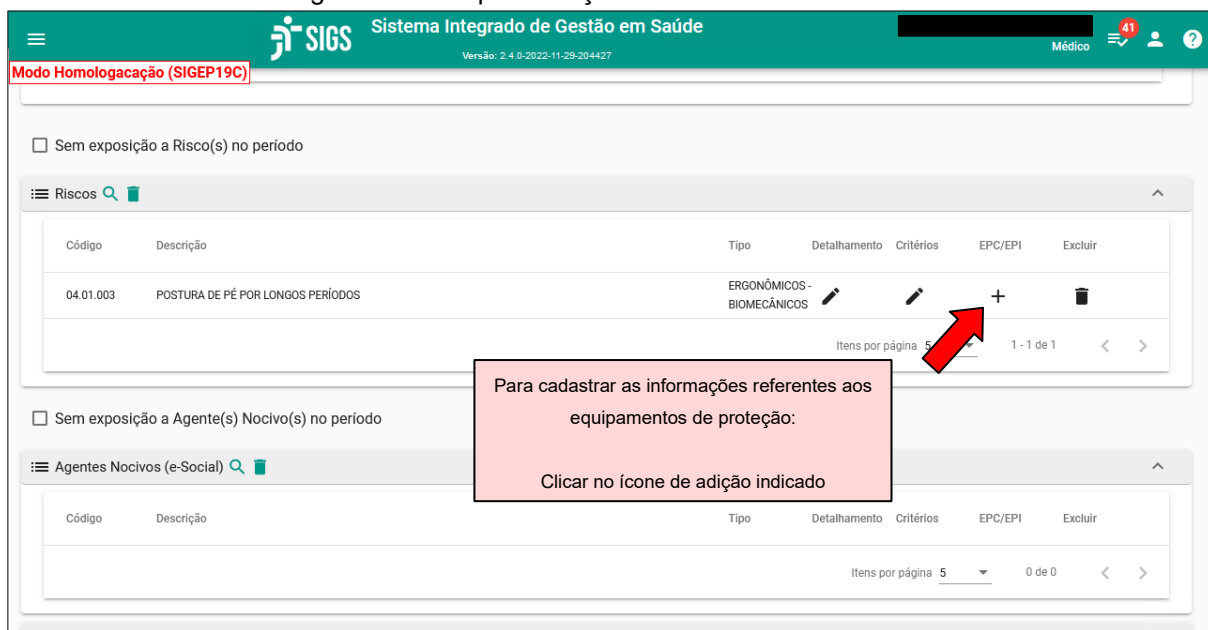 SIGS
Sistema Integrado de Gestão em Saúde
Versão: 2.4.0-2022-11-29-204427
Médico
41
?
Modo Homologacação (SIGEP19C)
Sem exposição a Risco(s) no período
Riscos
Código Descrição Tipo Detalhamento Critérios EPC/EPI Excluir
04.01.003 POSTURA DE PÉ POR LONGOS PERÍODOS ERGONÔMICOS -
BIOMECÂNICOS
Itens por página 5 1 - 1 de 1
Para cadastrar as informações referentes aos
equipamentos de proteção:
Clicar no ícone de adição indicado
Sem exposição a Agente(s) Nocivo(s) no período
Agentes Nocivos (e-Social)
Código Descrição Tipo Detalhamento Critérios EPC/EPI Excluir
Itens por página 5 0 de 0